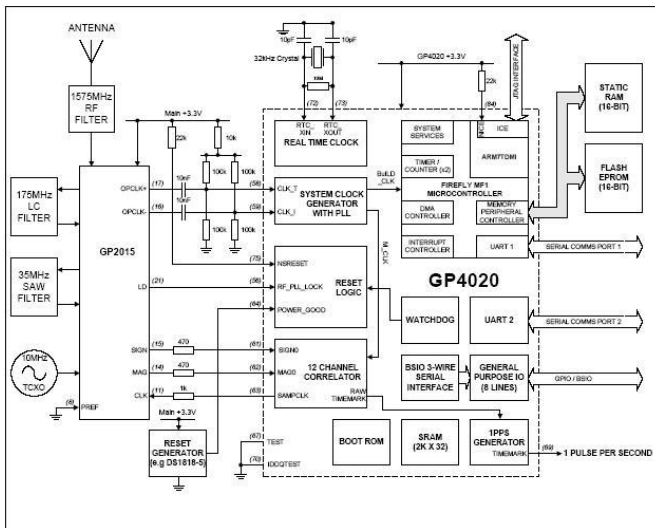 ANTENNA
1575MHz
RF
FILTER
175MHz
LC
FILTER
35MHz
SAW
FILTER
10MHz
TCXO
GP2015
OPCLK+
OPCLK-
LD
SIGN
MAG
CLK
PREF
(17)
(16)
(21)
(15)
(14)
(11)
(8)
Main +3.3V
22k
10k
10nF
10nF
100k
100k
100k
100k
470
470
1k
Main +3.3V
RESET
GENERATOR
(e.g DS1818-5)
10pF
10pF
32kHz Crystal
(72)
(73)
RTC_
XIN
RTC_
XOUT
REAL TIME CLOCK
(58)
CLK_T
(59)
CLK_I
SYSTEM CLOCK
GENERATOR
WITH PLL
BuILD
_CLK
M_CLK
(75)
NSRESET
(56)
RF_PLL_LOCK
(64)
POWER_GOOD
RESET
LOGIC
(61)
SIGN0
(62)
MAG0
(63)
SAMPCLK
12 CHANNEL
CORRELATOR
RAW
TIMEMARK
(67)
TEST
(70)
IDDQTEST
GP4020 +3.3V
22k
(84)
JTAG INTERFACE
SYSTEM
SERVICES
NICE
ICE
ARM7TDMI
TIMER /
COUNTER (x2)
FIREFLY MF1
MICROCONTROLLER
DMA
CONTROLLER
MEMORY
PERIPHERAL
CONTROLLER
INTERRUPT
CONTROLLER
UART 1
GP4020
WATCHDOG
UART 2
BSIO 3-WIRE
SERIAL
INTERFACE
GENERAL
PURPOSE IO
(8 LINES)
BOOT ROM
SRAM
(2K X 32)
1PPS
GENERATOR
TIMEMARK
(69)
1 PULSE PER SECOND
STATIC
RAM
(16-BIT)
FLASH
EPROM
(16-BIT)
SERIAL COMMS PORT 1
SERIAL COMMS PORT 2
GPIO / BSIO